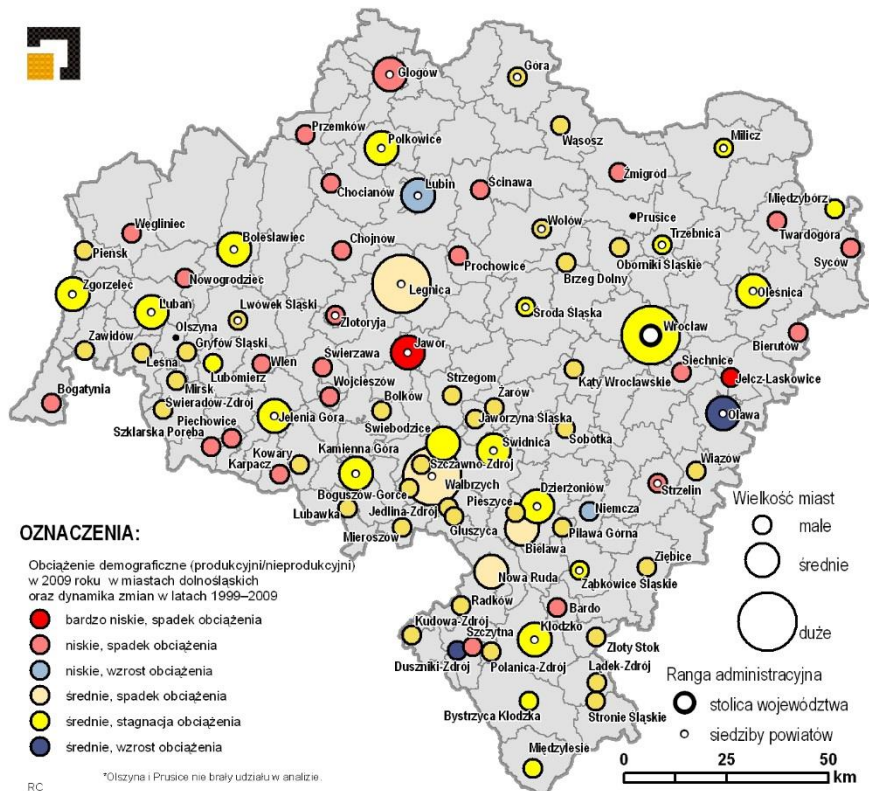 Głogów
Góra
Przemków
Polkowice
Wąsosz
Milicz
Chocianów
Lubin
Ścinawa
Żmigród
Międzybórz
Węgliniec
Bolesławiec
Chojnów
Wołów
Prusice
Trzebnica
Twardogóra
Pieńsk
Prochowice
Oborniki Śląskie
Syców
Nowogrodziec
Brzeg Dolny
Zgorzelec
Legnica
Oleśnica
Lubań
Lwówek Śląski
Środa Śląska
Olszyna
Złotoryja
Wrocław
Zawidów
Gryfów Śląski
Jawor
Bierutów
Leśna
Lubomierz
Wleń
Świerzawa
Siechnice
Mirsk
Strzegom
Kąty Wrocławskie
Jelcz-Laskowice
Bogatynia
Wojcieszów
Żarów
Świeradów-Zdrój
Bolków
Oława
Piechowice
Jelenia Góra
Jaworzyna Śląska
Szklarska Poręba
Świebodzice
Sobótka
Kowary
Kamienna Góra
Świdnica
Wiązów
Karpacz
Szczawno-Zdrój
Wałbrzych
Dzierżoniów
Strzelin
Boguszów-Gorce
Pieszyce
Niemcza
Lubawka
Jedlina-Zdrój
Mieroszów
Głuszyca
Piława Górna
Bielawa
Ziębice
Nowa Ruda
Ząbkowice Śląskie
Radków
Bardo
Kudowa-Zdrój
Kłodzko
Szczytna
Złoty Stok
Duszniki-Zdrój
Polanica-Zdrój
Lądek-Zdrój
Bystrzyca Kłodzka
Stronie Śląskie
Międzylesie
OZNACZENIA:
Obciążenie demograficzne (produkcyjni/nieprodukcyjni)
w 2009 roku w miastach dolnośląskich
oraz dynamika zmian w latach 1999–2009
bardzo niskie, spadek obciążenia
niskie, spadek obciążenia
niskie, wzrost obciążenia
średnie, spadek obciążenia
średnie, stagnacja obciążenia
średnie, wzrost obciążenia
*Olszyna i Prusice nie brały udziału w analizie.
RC
Wielkość miast
małe
średnie
duże
Ranga administracyjna
stolica województwa
siedziby powiatów
0 25 50
km